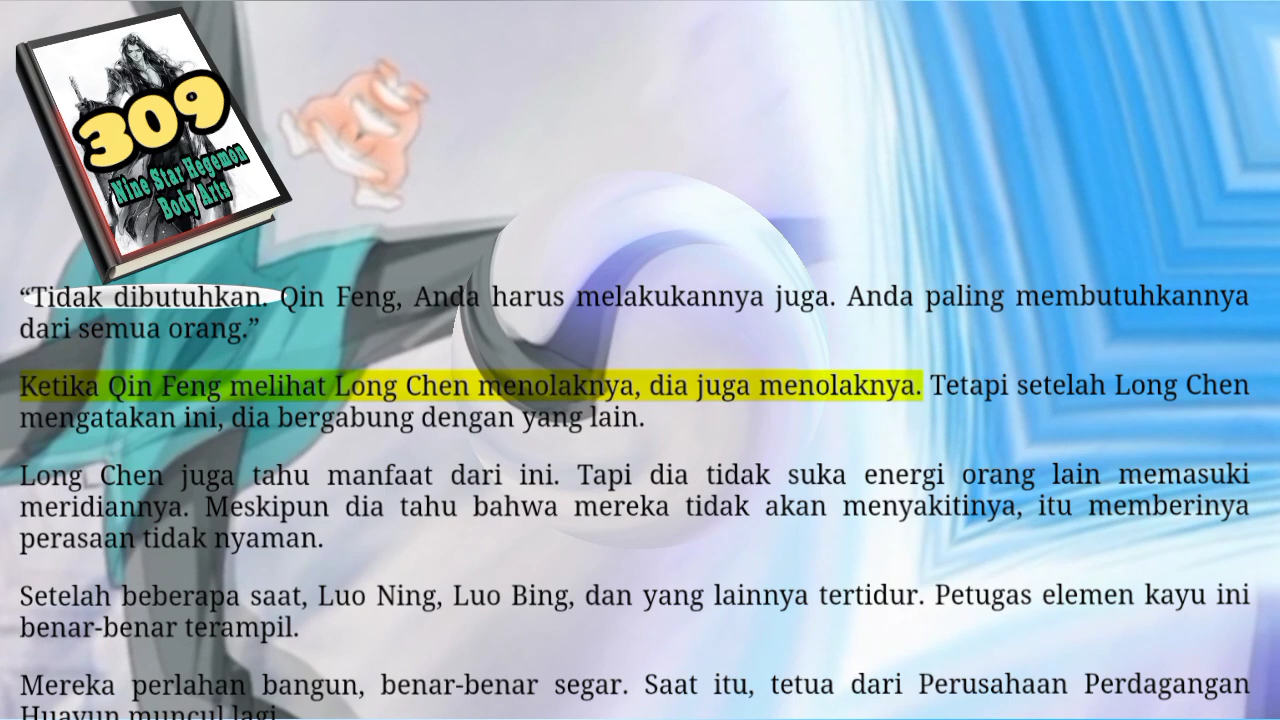 309
Nine Star Hegemon
Body Arts
“Tidak dibutuhkan. Qin Feng, Anda harus melakukannya juga. Anda paling membutuhkannya
dari semua orang.”
Ketika Qin Feng melihat Long Chen menolaknya, dia juga menolaknya. Tetapi setelah Long Chen
mengatakan ini, dia bergabung dengan yang lain.
Long Chen juga tahu manfaat dari ini. Tapi dia tidak suka energi orang lain memasuki
meridiannya. Meskipun dia tahu bahwa mereka tidak akan menyakitinya, itu memberinya
perasaan tidak nyaman.
Setelah beberapa saat, Luo Ning, Luo Bing, dan yang lainnya tertidur. Petugas elemen kayu ini
benar-benar terampil.
Mereka perlahan bangun, benar-benar segar. Saat itu, tetua dari Perusahaan Perdagangan
Huayun muncul lagi.